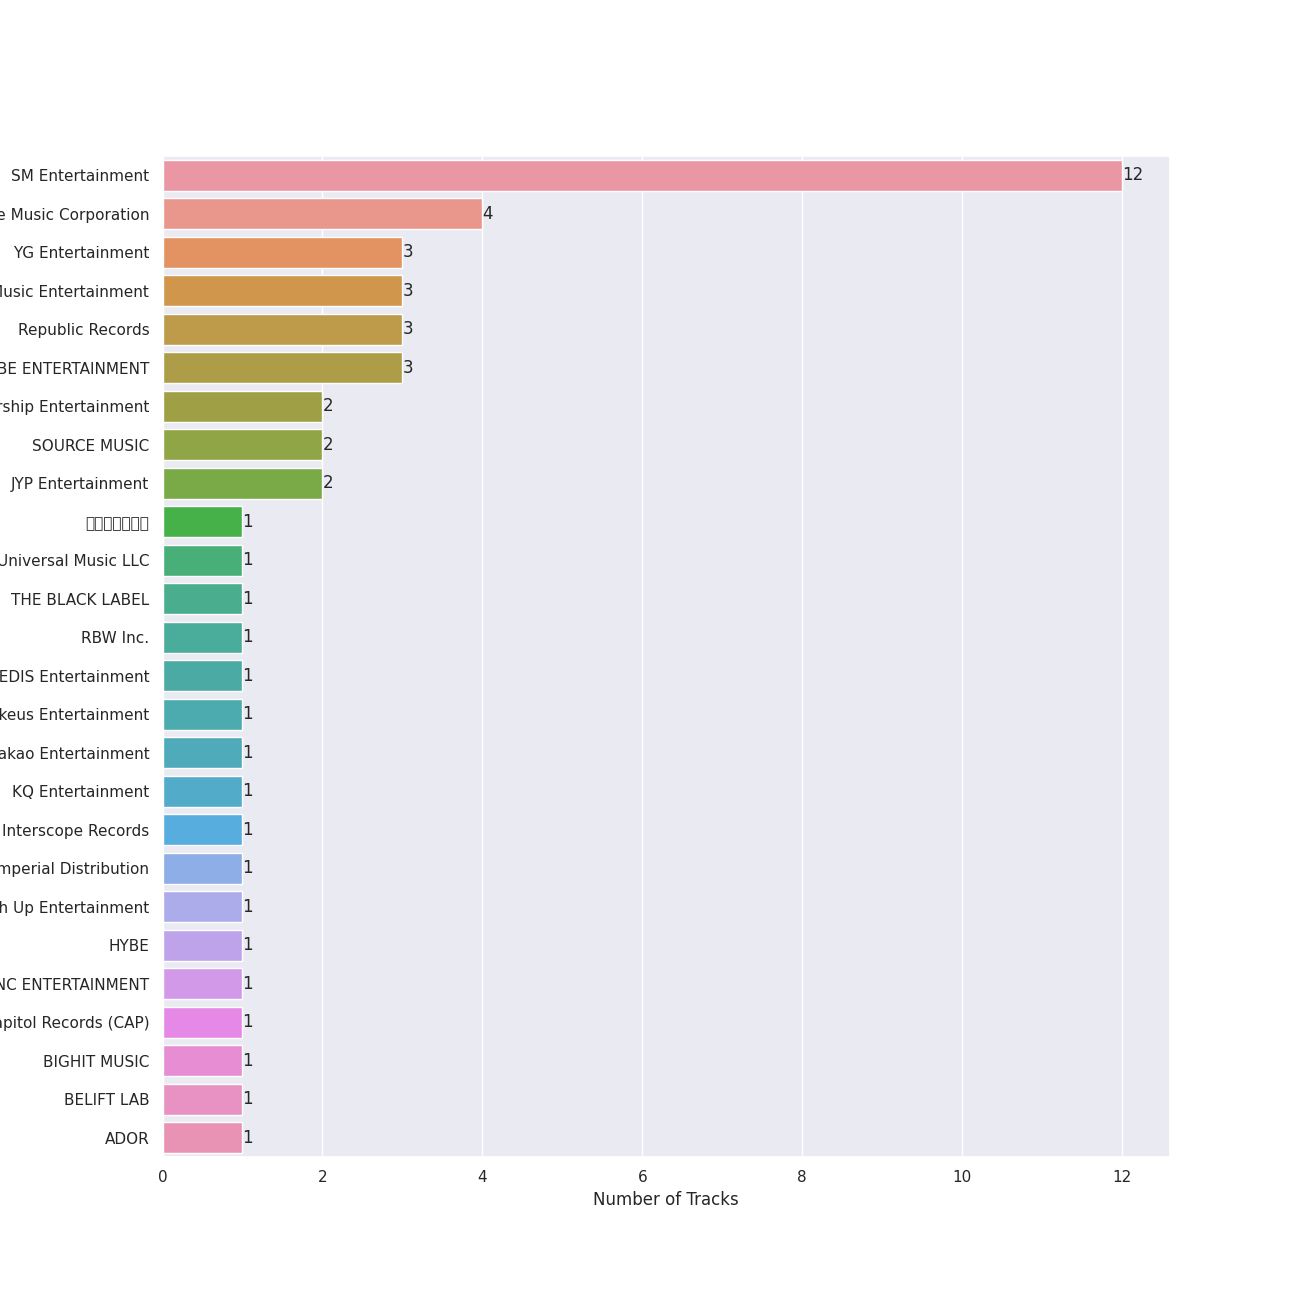 SM Entertainment 12
e Music Corporation 4
YG Entertainment 3
Music Entertainment 3
Republic Records 3
BE ENTERTAINMENT 3
rship Entertainment 2
SOURCE MUSIC 2
JYP Entertainment 2
1
Universal Music LLC 1
THE BLACK LABEL 1
RBW Inc. 1
EDIS Entertainment 1
keus Entertainment 1
akao Entertainment 1
KQ Entertainment 1
Interscope Records 1
mperial Distribution 1
h Up Entertainment 1
HYBE 1
NC ENTERTAINMENT 1
apitol Records (CAP) 1
BIGHIT MUSIC 1
BELIFT LAB 1
ADOR 1
0 2 4 6 8 10 12
Number of Tracks